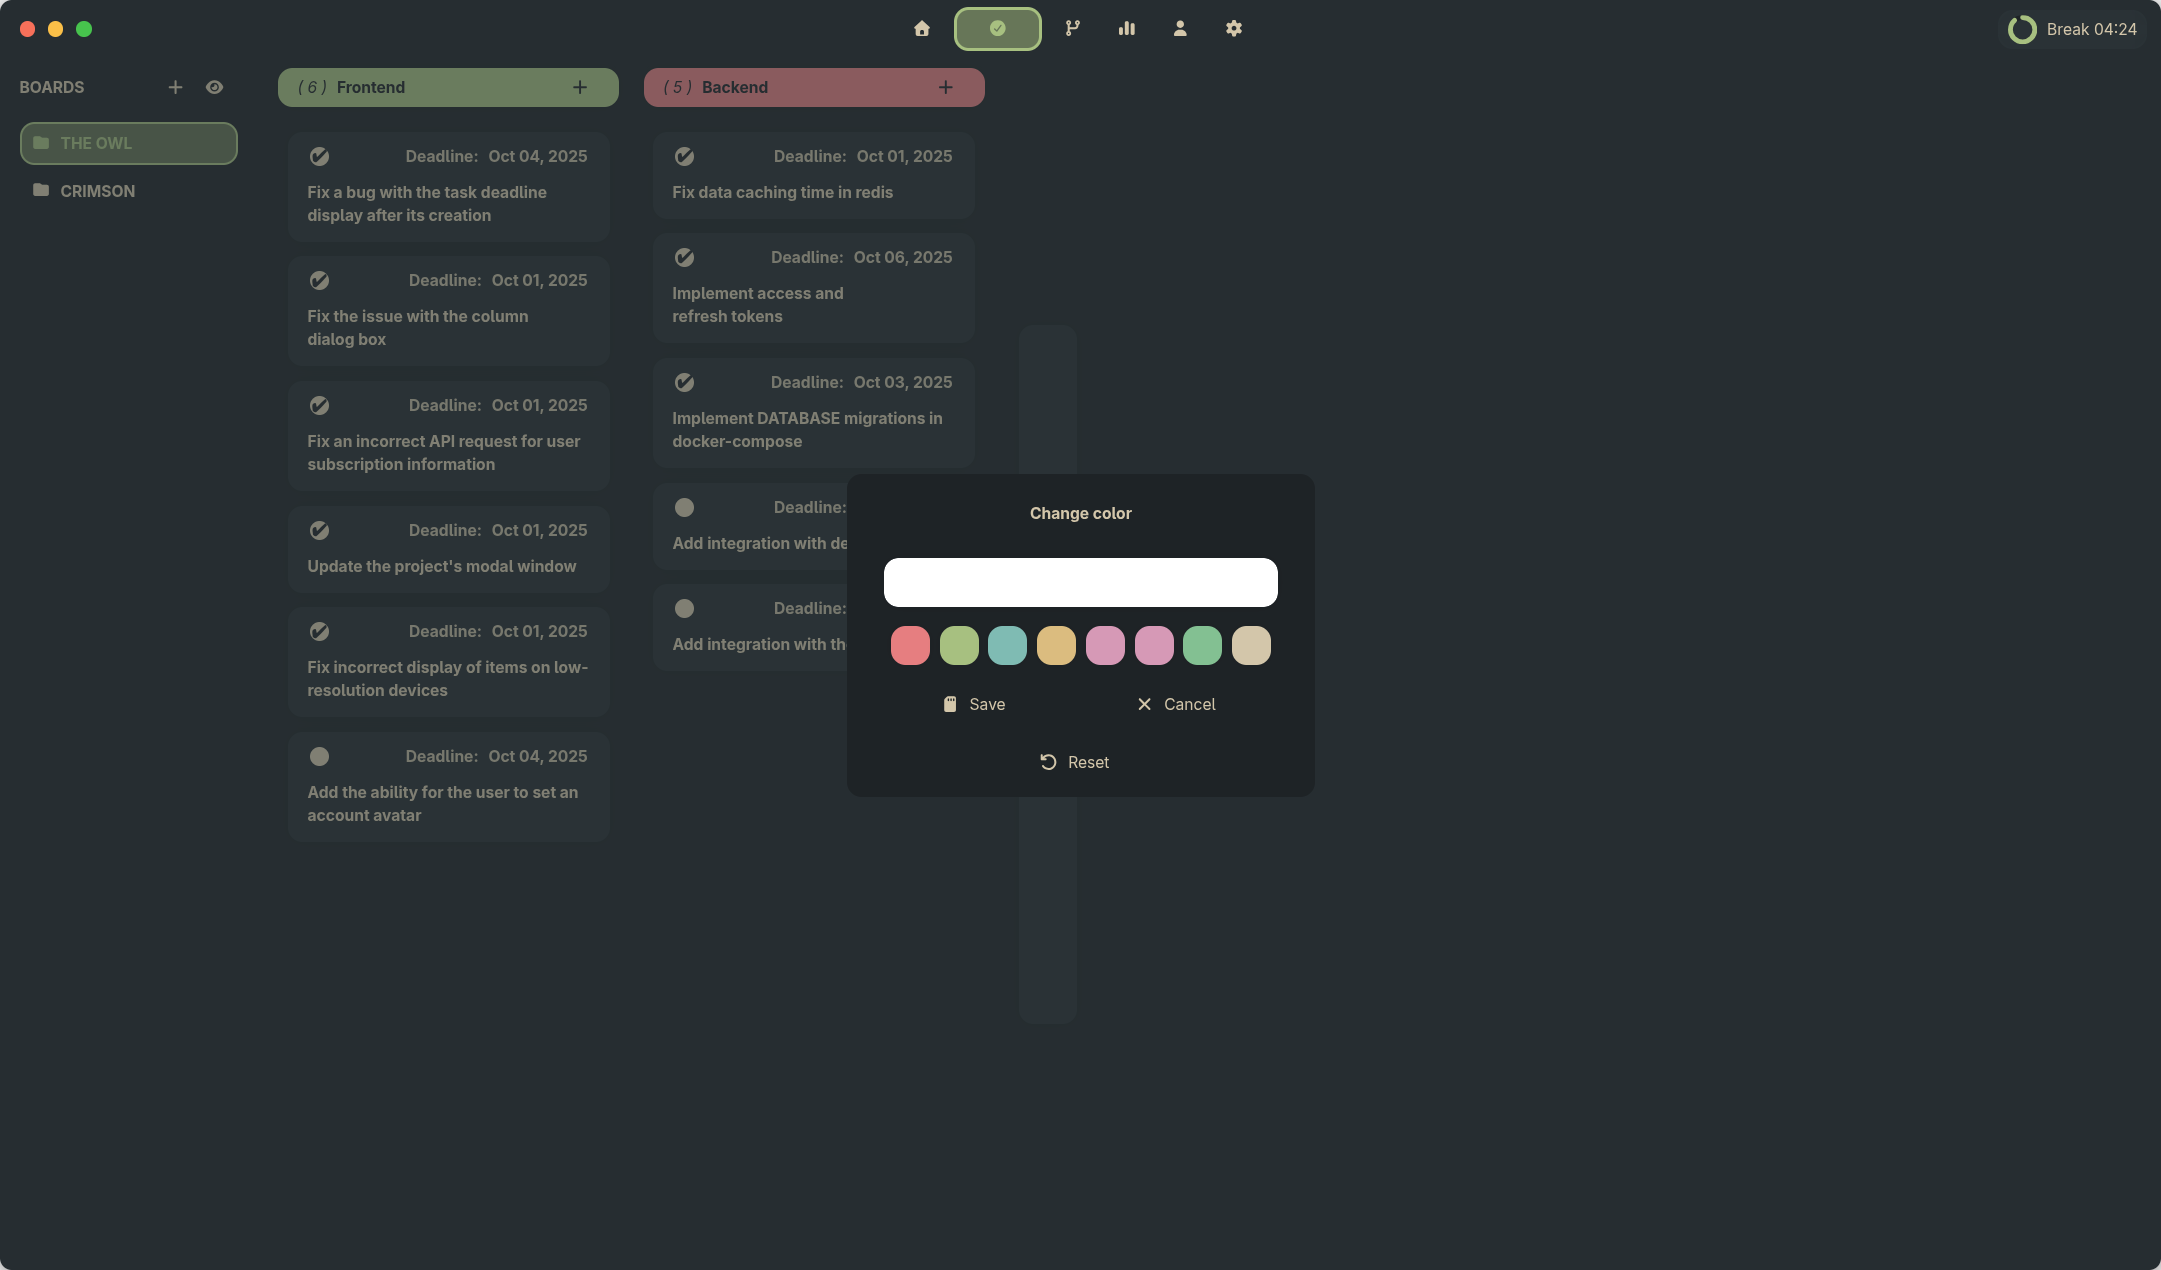 Break 04:24
BOARDS
THE OWL
CRIMSON
( 6 ) Frontend
Deadline: Oct 04, 2025
Fix a bug with the task deadline
display after its creation
Deadline: Oct 01, 2025
Fix the issue with the column
dialog box
Deadline: Oct 01, 2025
Fix an incorrect API request for user
subscription information
Deadline: Oct 01, 2025
Update the project's modal window
Deadline: Oct 01, 2025
Fix incorrect display of items on low-
resolution devices
Deadline: Oct 04, 2025
Add the ability for the user to set an
account avatar
( 5 ) Backend
Deadline: Oct 01, 2025
Fix data caching time in redis
Deadline: Oct 06, 2025
Implement access and
refresh tokens
Deadline: Oct 03, 2025
Implement DATABASE migrations in
docker-compose
Deadline:
Add integration with
Deadline:
Add integration with
Change color
Save
Cancel
Reset